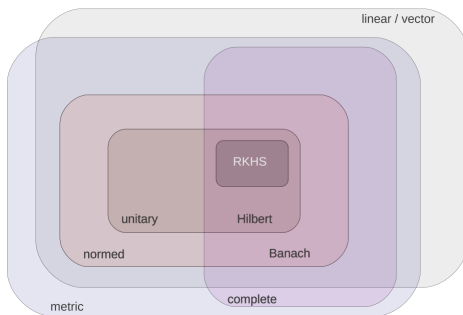 linear / vector
RKHS
unitary
Hilbert
normed
Banach
complete
metric